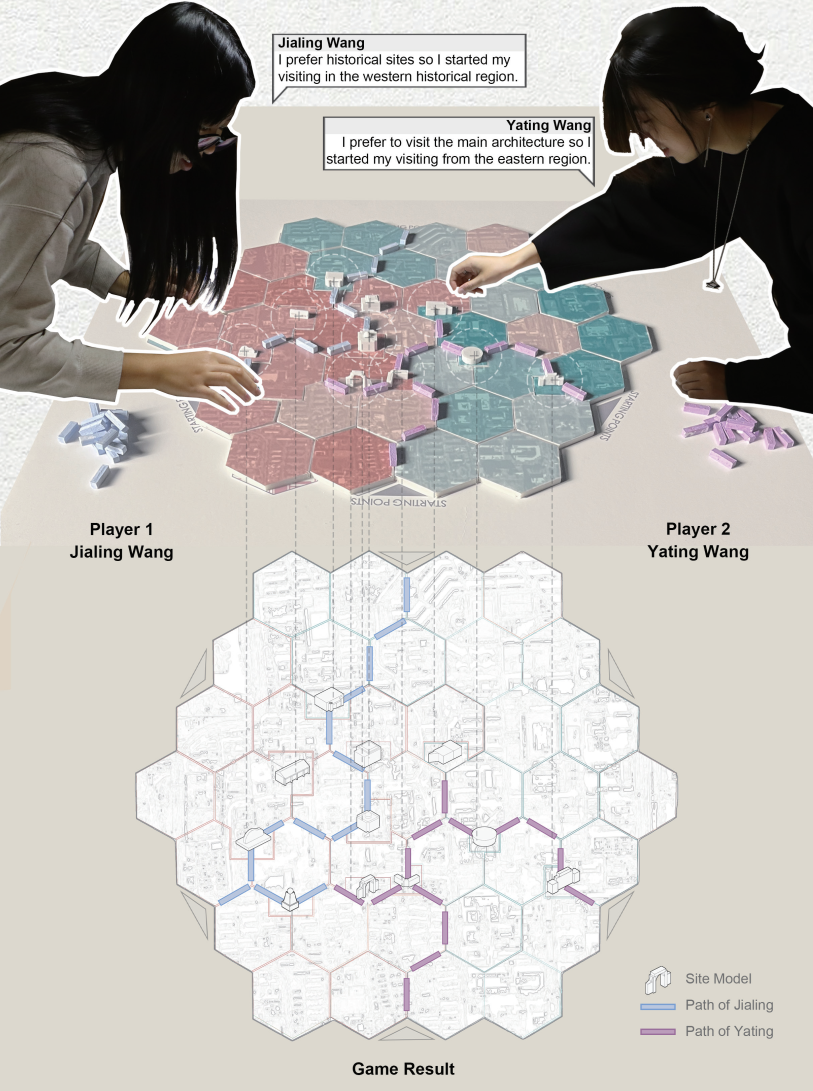 Jialing Wang
I prefer historical sites so I started my
visiting in the western historical region.
Yating Wang
I prefer to visit the main architecture so I
started my visiting from the eastern region.
STARTING POINTS
STARTING POINTS
Player 1
Jialing Wang
Player 2
Yating Wang
Site Model
Path of Jialing
Path of Yating
Game Result